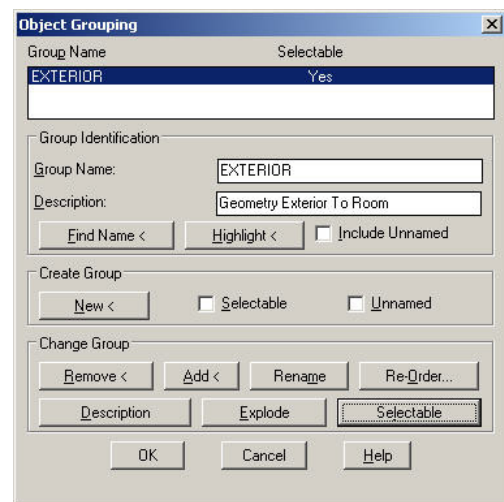 Object Grouping
Group Name Selectable
EXTERIOR Yes
Group Identification
Group Name: EXTERIOR
Description: Geometry Exterior To Room
Find Name < Highlight < Include Unnamed
Create Group
New < Selectable Unnamed
Change Group
Remove < Add < Rename Re-Order...
Description Explode Selectable
OK Cancel Help